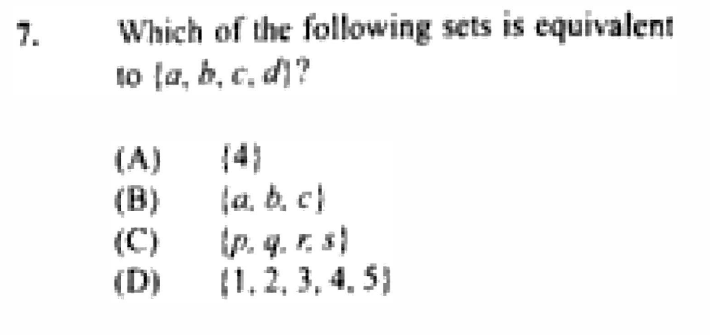 7. Which of the following sets is equivalent
to {a, b, c, d}?
(A) {4}
(B) {a, b, c}
(C) {p, q, r, s}
(D) {1, 2, 3, 4, 5}